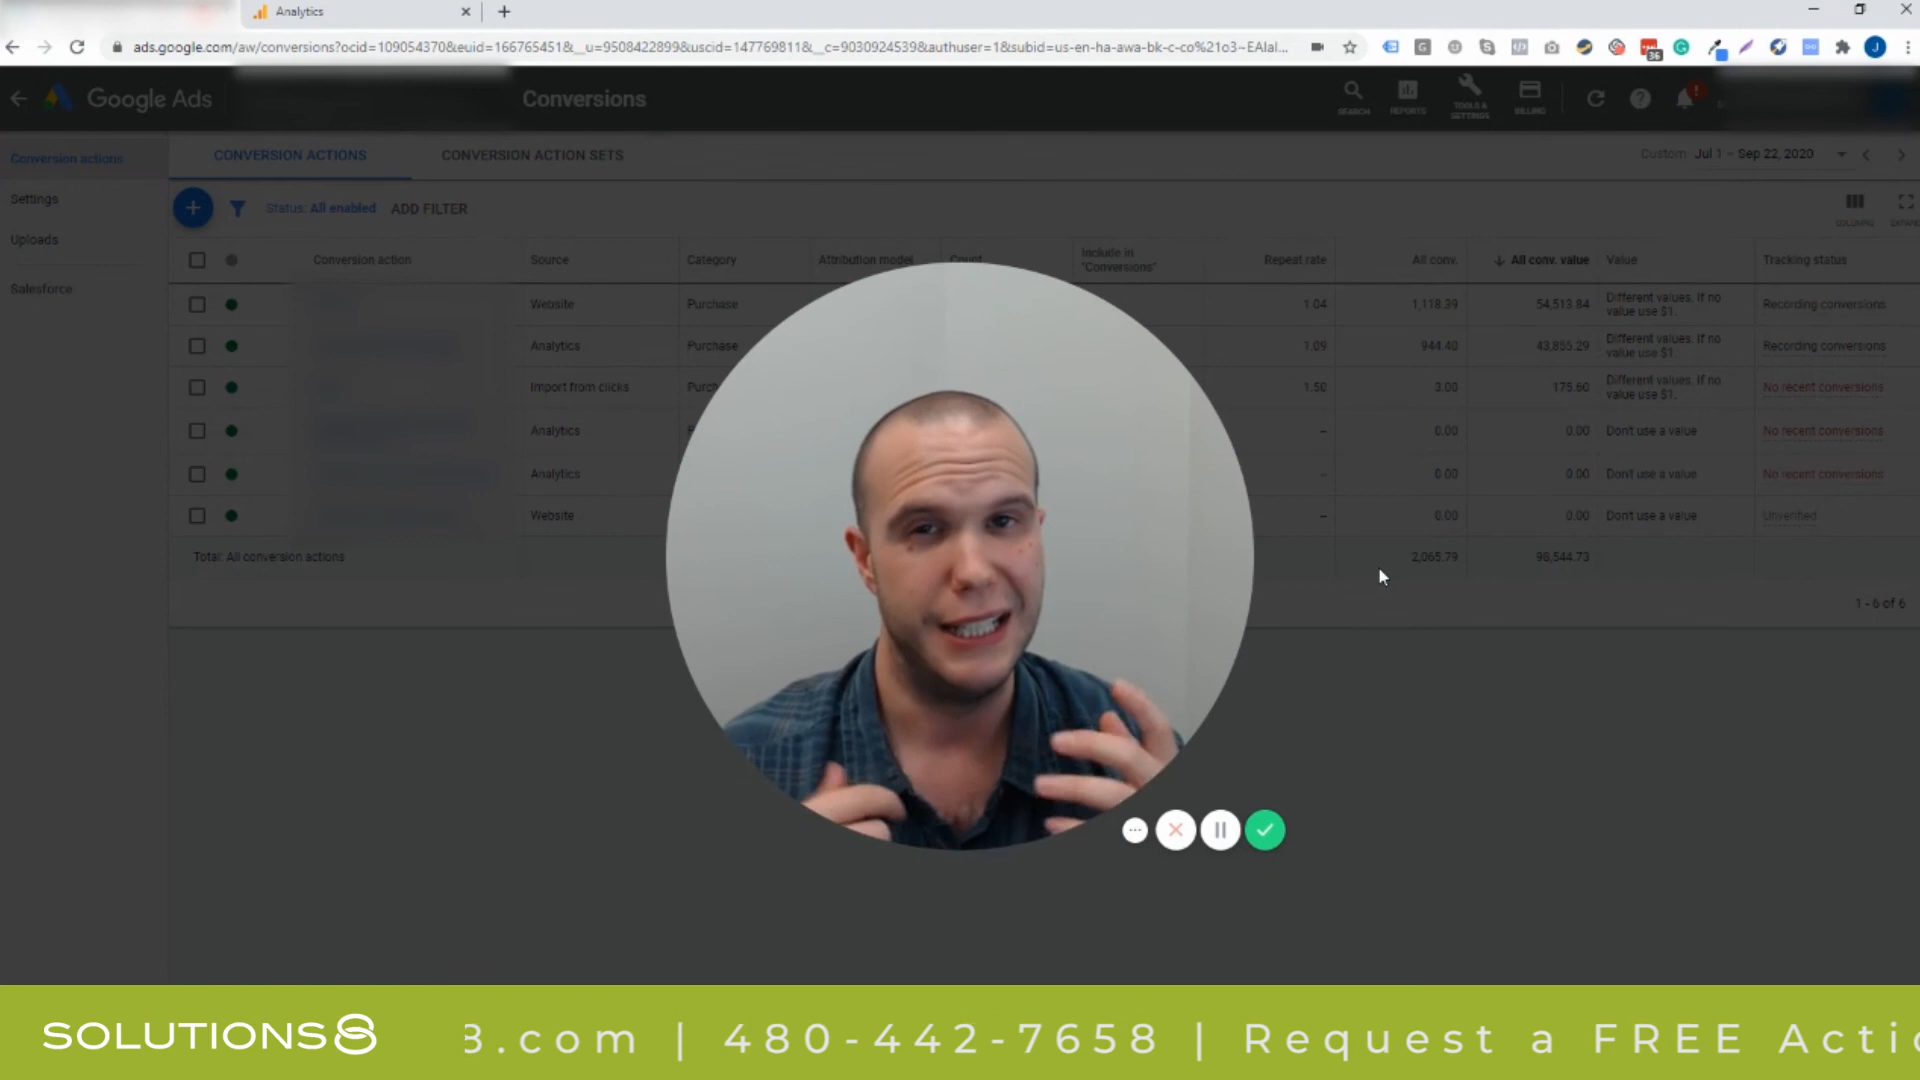 Analytics
ads.google.com/aw/conversions?ocid=109054370&euid=166765451&__u=9508422899&uscid=147769811&__c=9030924539&authuser=1&subid=us-en-ha-awa-bk-c-co%21o3~EAIaI...
36
J
Google Ads
Conversions
SEARCH
REPORTS
TOOLS & SETTINGS
BILLING
Conversion actions
CONVERSION ACTIONS
CONVERSION ACTION SETS
Custom Jul 1 – Sep 22, 2020
Settings
Status: All enabled
ADD FILTER
COLUMNS
Uploads
Conversion action Source Category Attribution model Count Include in "Conversions" Repeat rate All conv. All conv. value Value Tracking status
Salesforce
Website Purchase 1.04 1,118.39 54,513.84 Different values. If no value use $1. Recording conversions
Analytics Purchase 1.09 944.40 43,855.29 Different values. If no value use $1. Recording conversions
Import from clicks 1.50 3.00 175.60 Different values. If no value use $1. No recent conversions
Analytics – 0.00 0.00 Don't use a value No recent conversions
Analytics – 0.00 0.00 Don't use a value No recent conversions
Website – 0.00 0.00 Don't use a value Unverified
Total: All conversion actions 2,065.79 98,544.73
1 - 6 of 6
SOLUTIONS8
8.com | 480-442-7658 | Request a FREE Acti